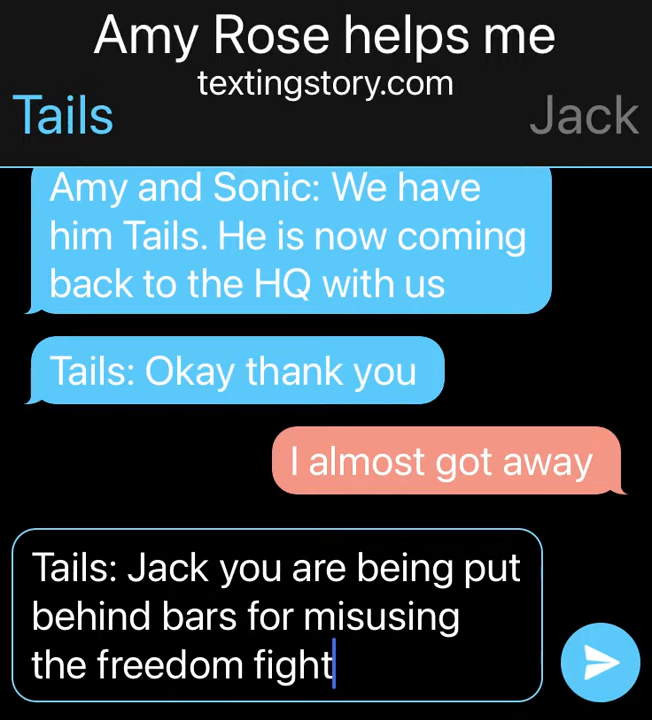 Amy Rose helps me
textingstory.com
Tails Jack
Amy and Sonic: We have
him Tails. He is now coming
back to the HQ with us
Tails: Okay thank you
I almost got away
Tails: Jack you are being put
behind bars for misusing
the freedom fight